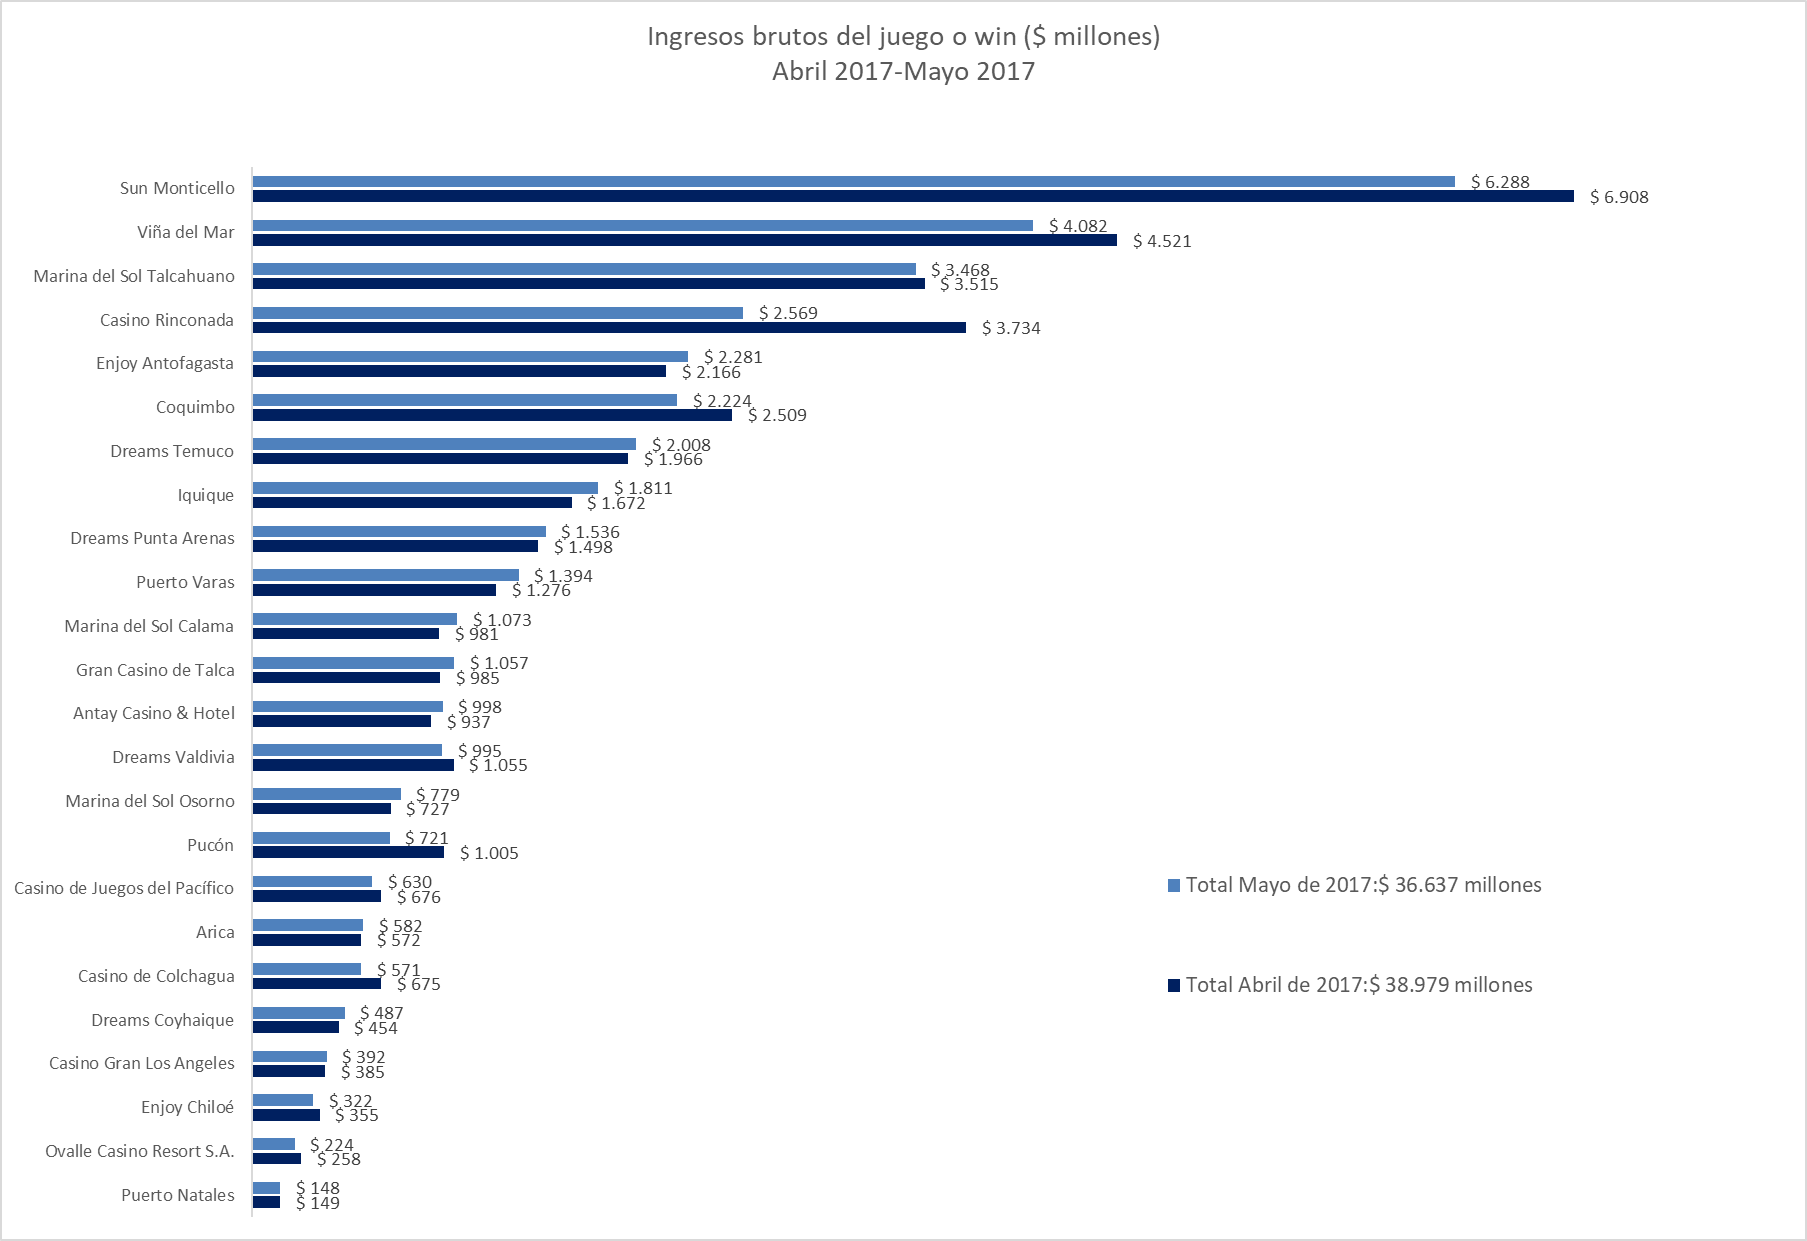 Ingresos brutos del juego o win ($ millones)
Abril 2017-Mayo 2017
Sun Monticello
$ 6.288
$ 6.908
Viña del Mar
$ 4.082
$ 4.521
Marina del Sol Talcahuano
$ 3.468
$ 3.515
Casino Rinconada
$ 2.569
$ 3.734
Enjoy Antofagasta
$ 2.281
$ 2.166
Coquimbo
$ 2.224
$ 2.509
Dreams Temuco
$ 2.008
$ 1.966
Iquique
$ 1.811
$ 1.672
Dreams Punta Arenas
$ 1.536
$ 1.498
Puerto Varas
$ 1.394
$ 1.276
Marina del Sol Calama
$ 1.073
$ 981
Gran Casino de Talca
$ 1.057
$ 985
Antay Casino & Hotel
$ 998
$ 937
Dreams Valdivia
$ 995
$ 1.055
Marina del Sol Osorno
$ 779
$ 727
Pucón
$ 721
$ 1.005
Casino de Juegos del Pacífico
$ 630
$ 676
Arica
$ 582
$ 572
Casino de Colchagua
$ 571
$ 675
Dreams Coyhaique
$ 487
$ 454
Casino Gran Los Angeles
$ 392
$ 385
Enjoy Chiloé
$ 322
$ 355
Ovalle Casino Resort S.A.
$ 224
$ 258
Puerto Natales
$ 148
$ 149
Total Mayo de 2017:$ 36.637 millones
Total Abril de 2017:$ 38.979 millones